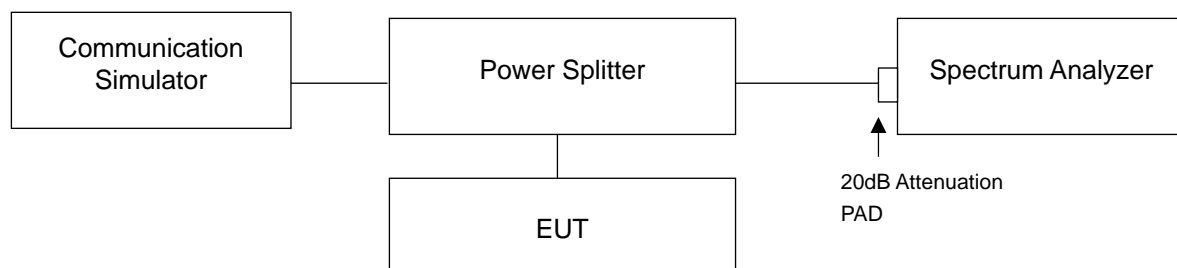 Communication
Simulator
Power Splitter
Spectrum Analyzer
20dB Attenuation
PAD
EUT